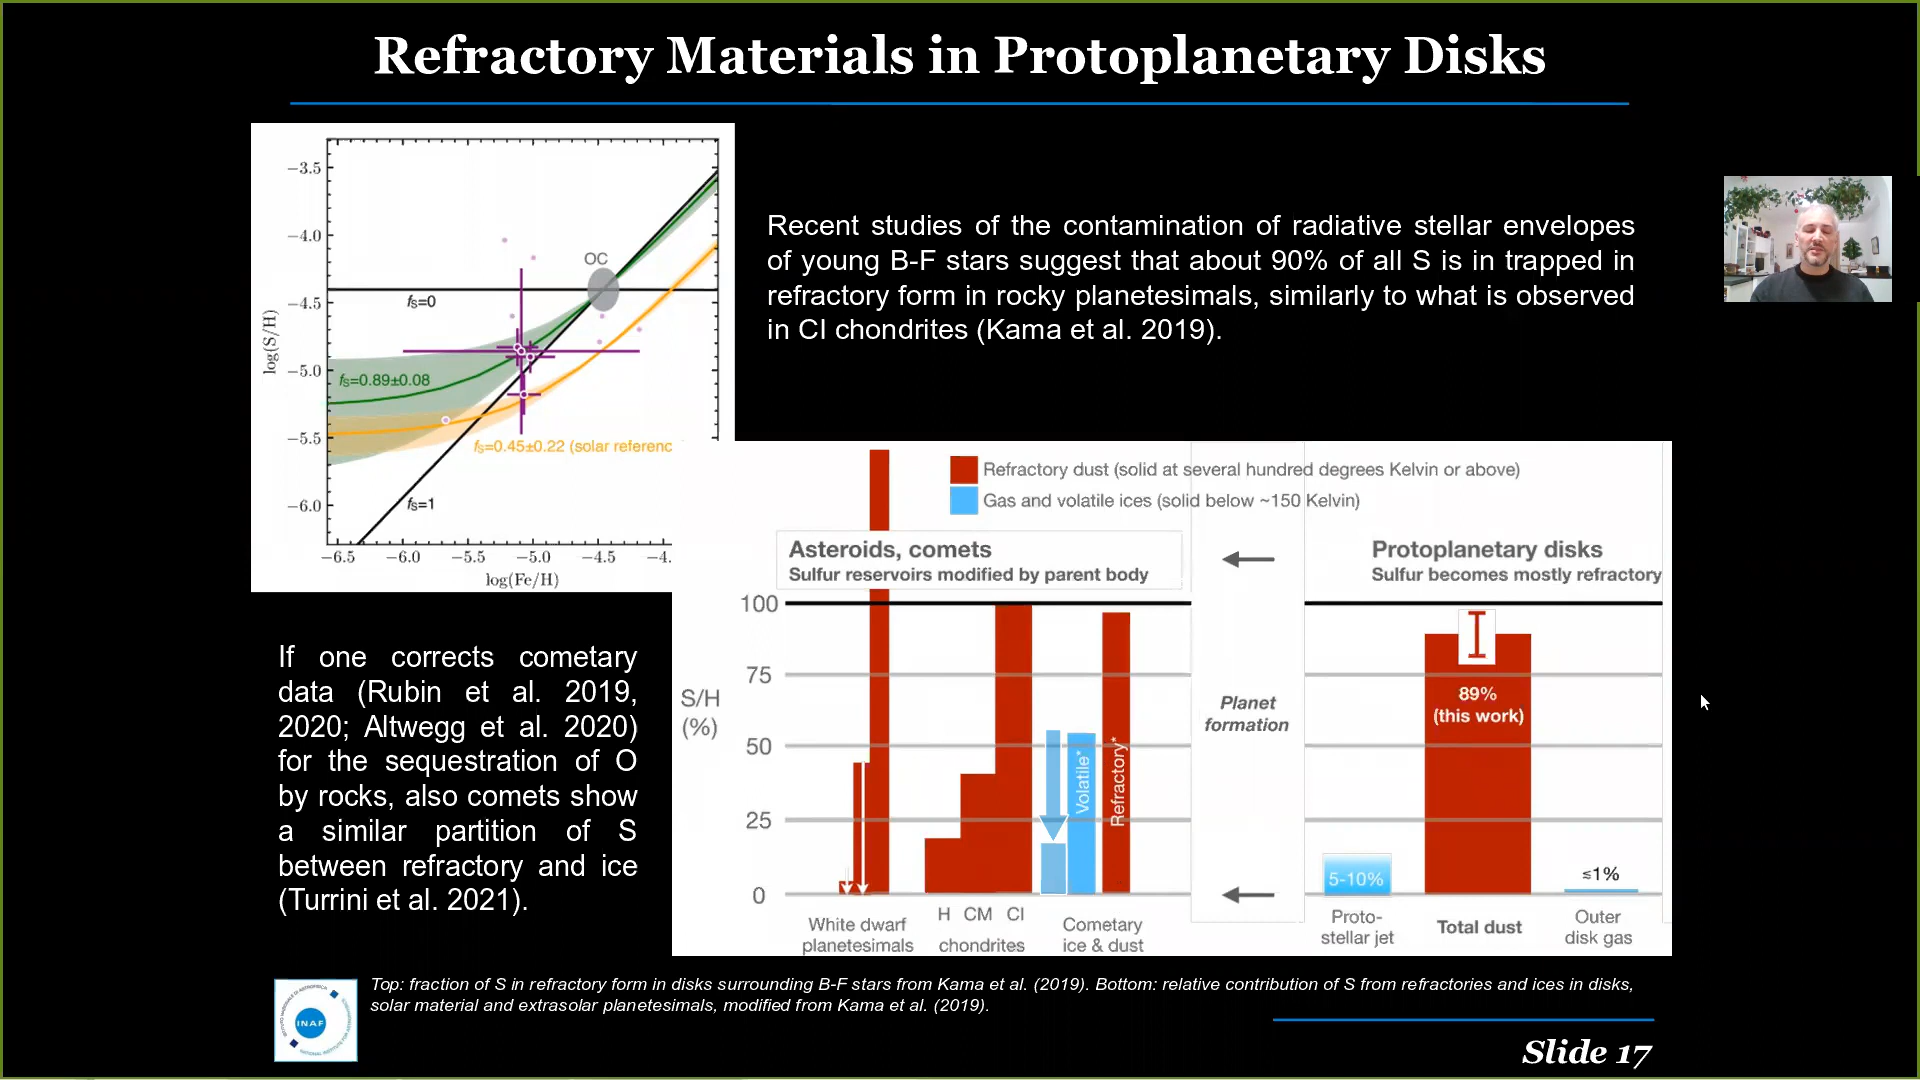 Refractory Materials in Protoplanetary Disks
−3.5
−4.0
−4.5
−5.0
−5.5
−6.0
log(S/H)
OC
fS=0
fS=0.89±0.08
fS=0.45±0.22 (solar referenc
fS=1
−6.5 −6.0 −5.5 −5.0 −4.5 −4.
log(Fe/H)
Recent studies of the contamination of radiative stellar envelopes
of young B-F stars suggest that about 90% of all S is in trapped in
refractory form in rocky planetesimals, similarly to what is observed
in CI chondrites (Kama et al. 2019).
Refractory dust (solid at several hundred degrees Kelvin or above)
Gas and volatile ices (solid below ~150 Kelvin)
Asteroids, comets
Sulfur reservoirs modified by parent body
Protoplanetary disks
Sulfur becomes mostly refractory
100
75
50
25
0
S/H
(%)
Volatile*
Refractory*
Planet
formation
89%
(this work)
5-10%
≤1%
White dwarf
planetesimals
H CM CI
chondrites
Cometary
ice & dust
Proto-
stellar jet
Total dust
Outer
disk gas
If one corrects cometary
data (Rubin et al. 2019,
2020; Altwegg et al. 2020)
for the sequestration of O
by rocks, also comets show
a similar partition of S
between refractory and ice
(Turrini et al. 2021).
Top: fraction of S in refractory form in disks surrounding B-F stars from Kama et al. (2019). Bottom: relative contribution of S from refractories and ices in disks,
solar material and extrasolar planetesimals, modified from Kama et al. (2019).
INAF
Slide 17